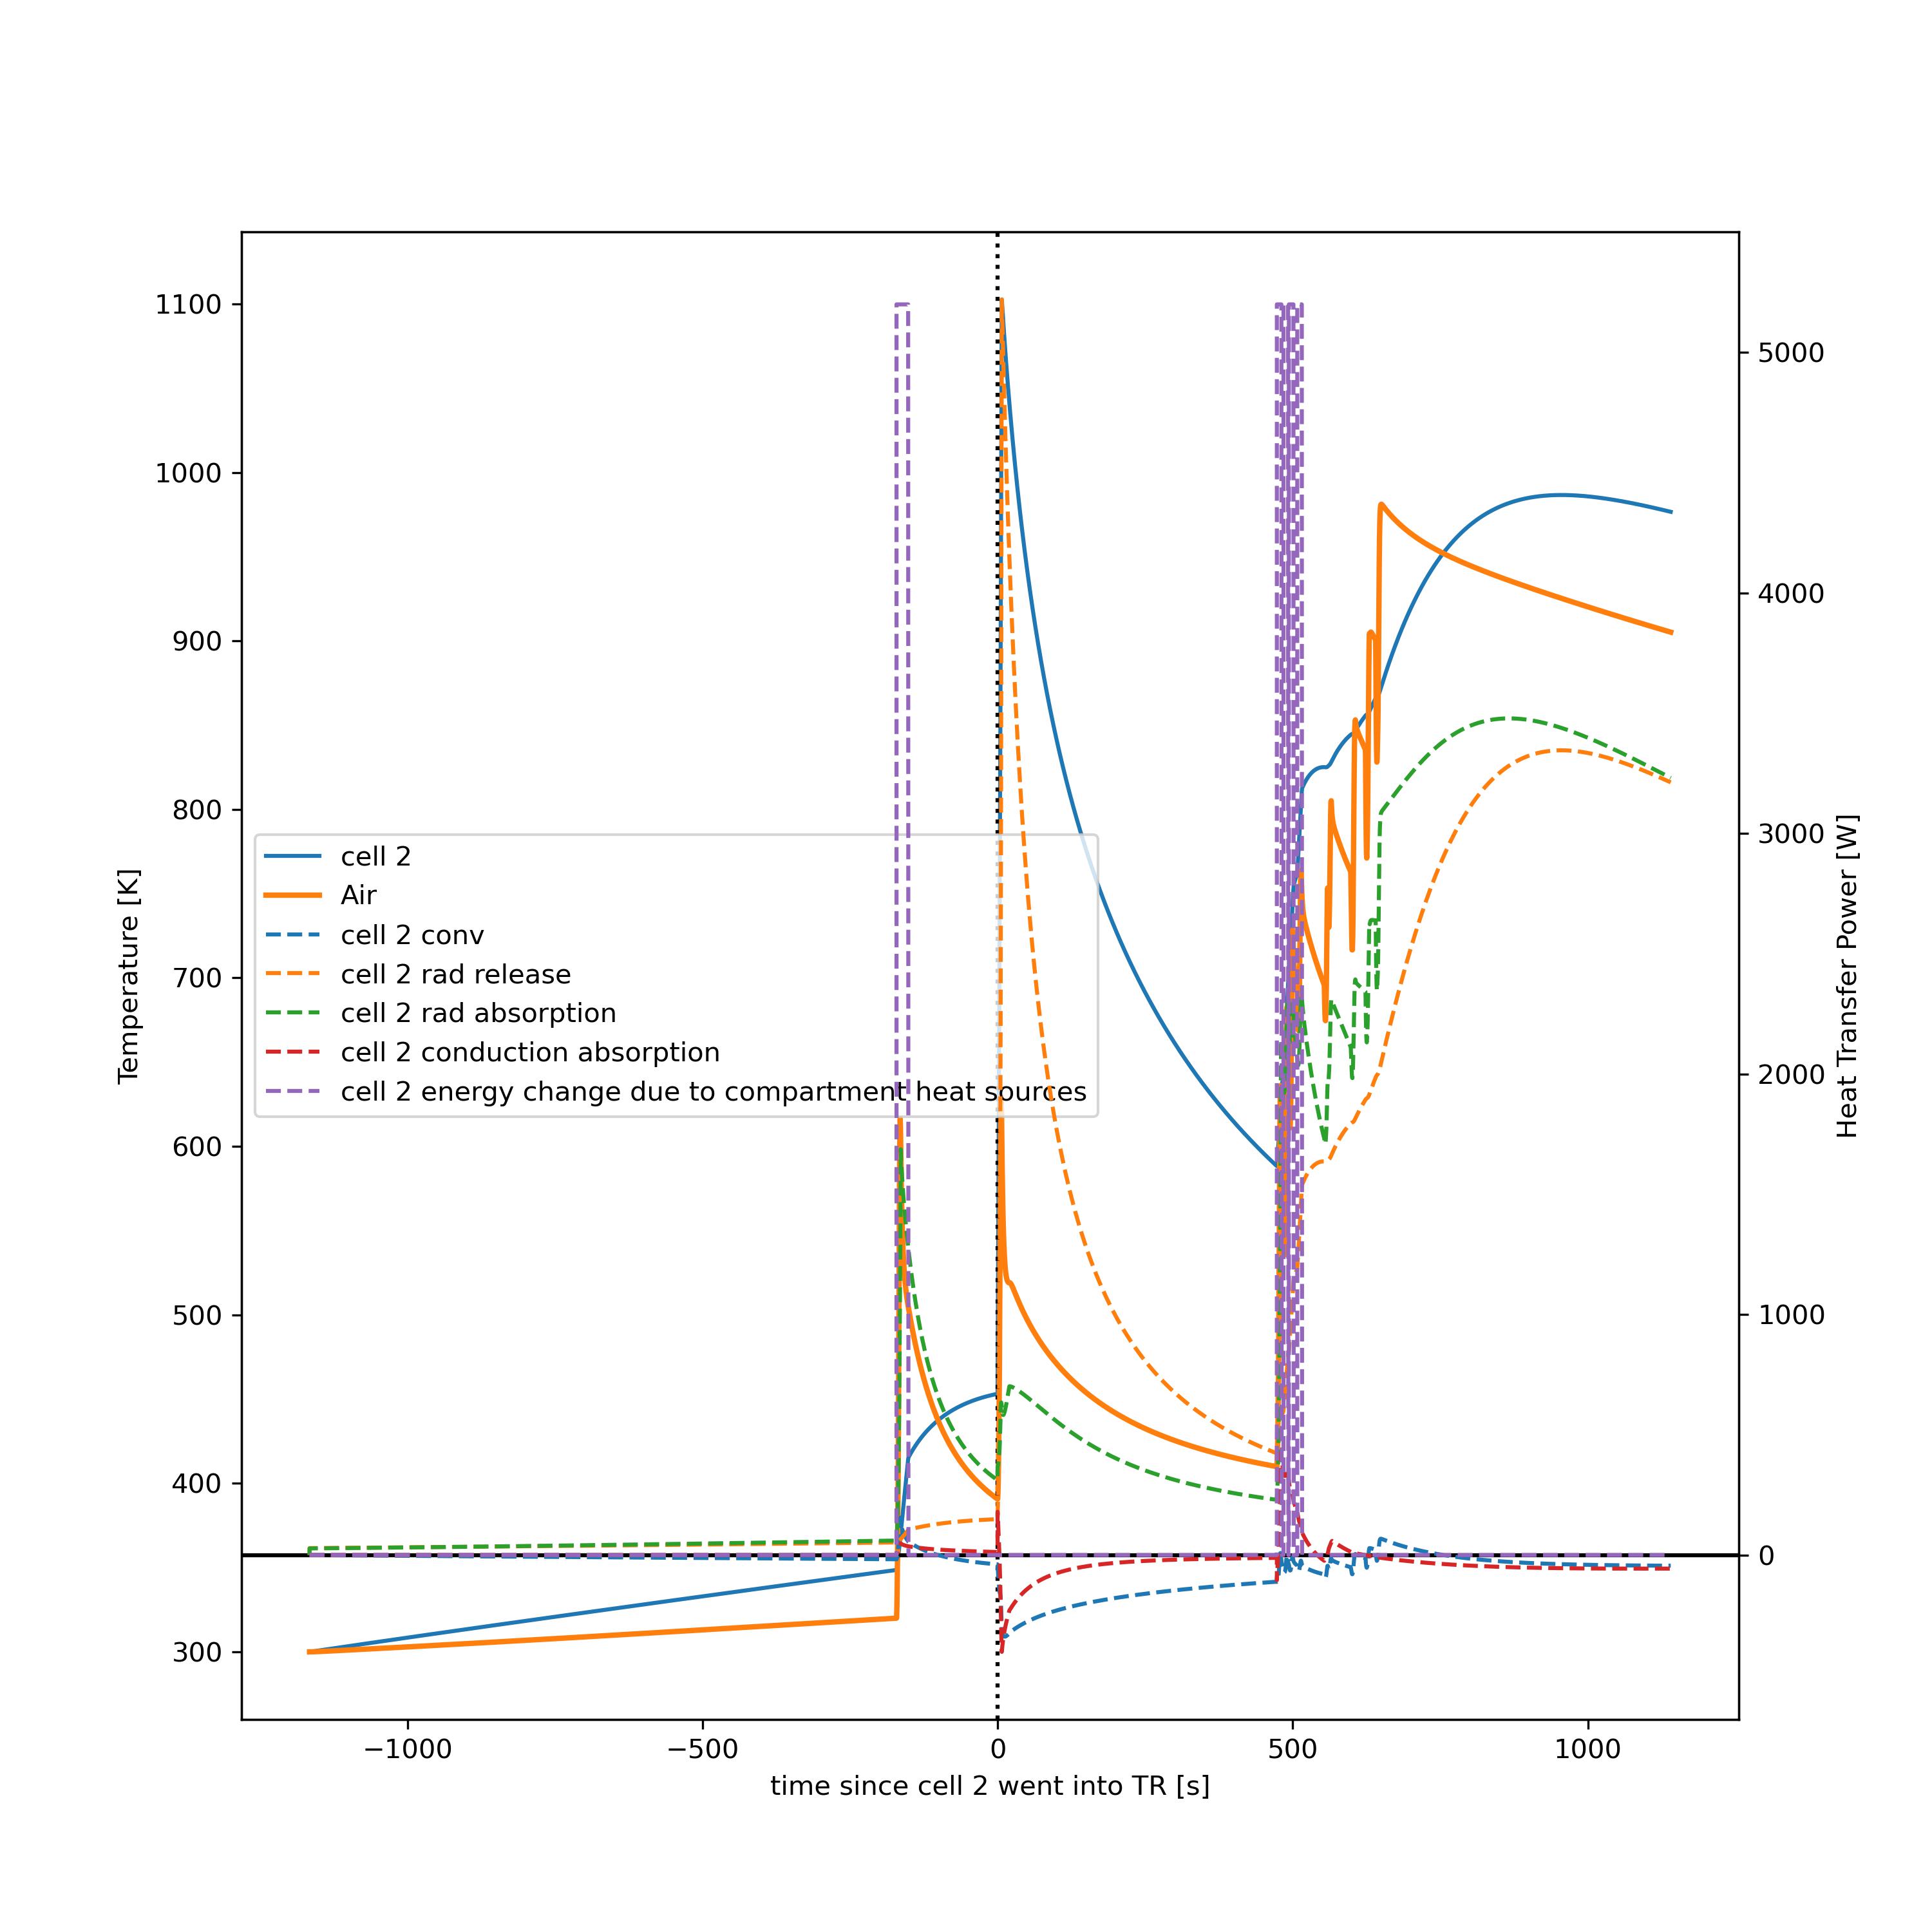 1100
1000
900
800
700
600
500
400
300
Temperature [K]
cell 2
Air
cell 2 conv
cell 2 rad release
cell 2 rad absorption
cell 2 conduction absorption
cell 2 energy change due to compartment heat sources
5000
4000
3000
2000
1000
0
Heat Transfer Power [W]
−1000
−500
0
500
1000
time since cell 2 went into TR [s]